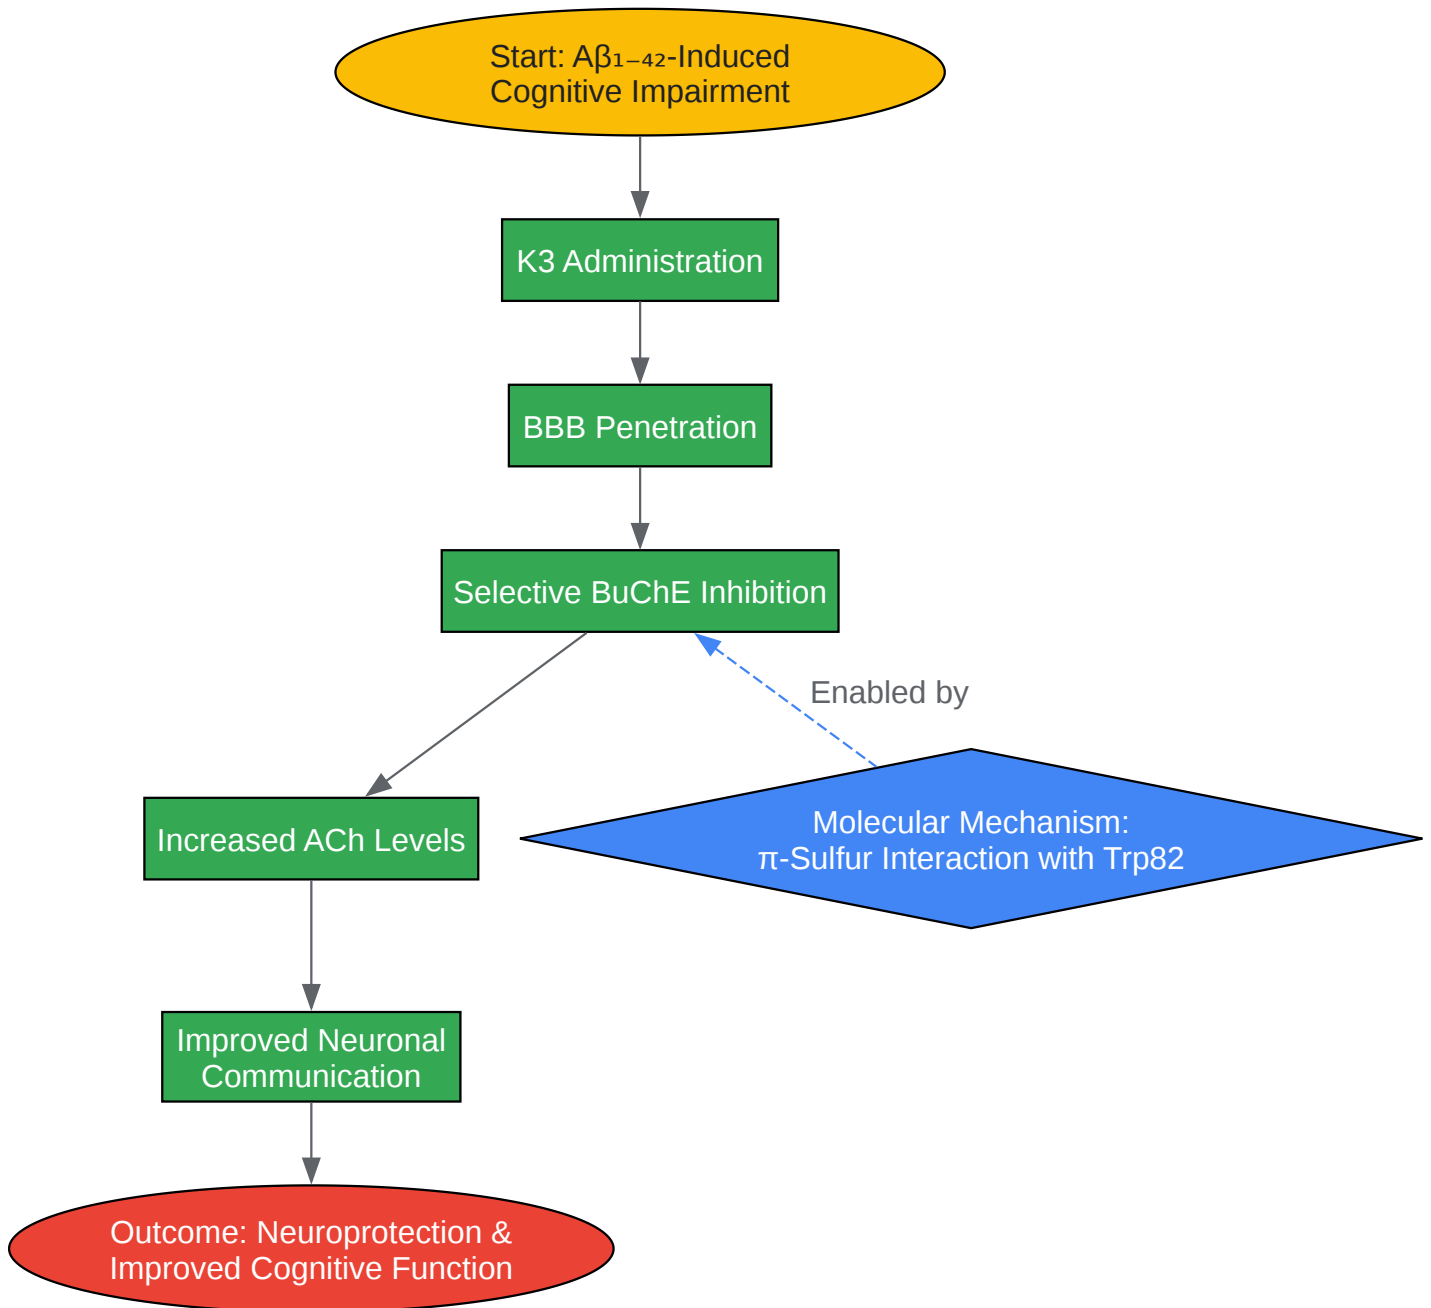 Start: Aβ₁₋₄₂-Induced
Cognitive Impairment
K3 Administration
BBB Penetration
Selective BuChE Inhibition
Enabled by
Molecular Mechanism:
π-Sulfur Interaction with Trp82
Increased ACh Levels
Improved Neuronal
Communication
Outcome: Neuroprotection &
Improved Cognitive Function